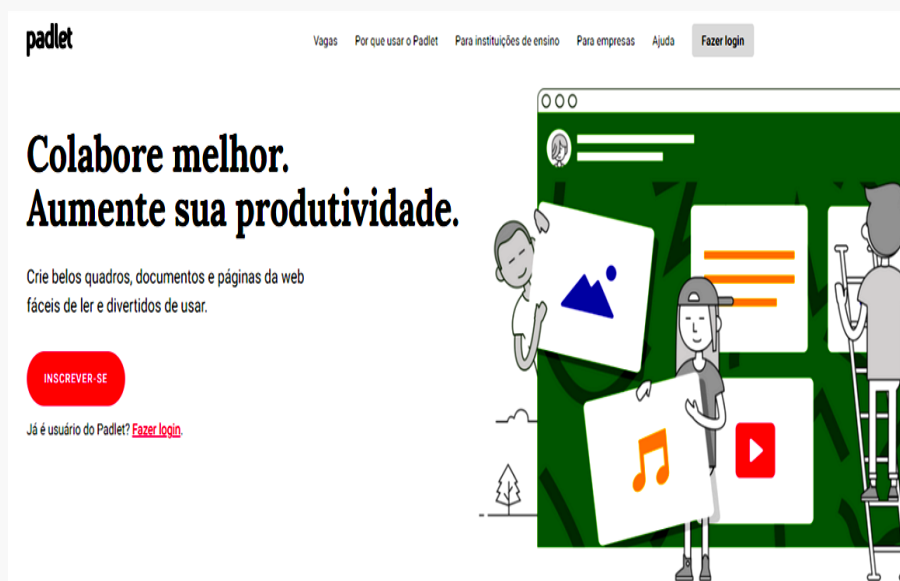 padlet
Vagas Por que usar o Padlet Para instituições de ensino Para empresas Ajuda Fazer login
Colabore melhor.
Aumente sua produtividade.
Crie belos quadros, documentos e páginas da web
fáceis de ler e divertidos de usar.
INSCREVER-SE
Já é usuário do Padlet? Fazer login.